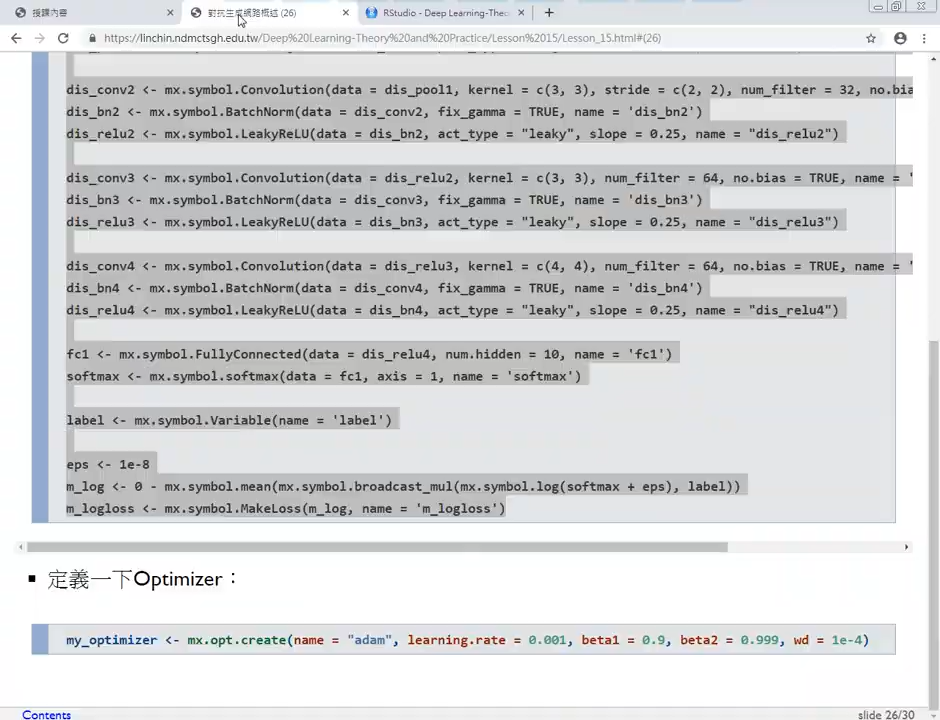 授課內容
對抗生成網路概述 (26)
RStudio - Deep Learning-Theo
https://linchin.ndmctsgh.edu.tw/Deep%20Learning-Theory%20and%20Practice/Lesson%2015/Lesson_15.html#(26)
dis_conv2 <- mx.symbol.Convolution(data = dis_pool1, kernel = c(3, 3), stride = c(2, 2), num_filter = 32, no.bia
dis_bn2 <- mx.symbol.BatchNorm(data = dis_conv2, fix_gamma = TRUE, name = 'dis_bn2')
dis_relu2 <- mx.symbol.LeakyReLU(data = dis_bn2, act_type = "leaky", slope = 0.25, name = "dis_relu2")
dis_conv3 <- mx.symbol.Convolution(data = dis_relu2, kernel = c(3, 3), num_filter = 64, no.bias = TRUE, name = '
dis_bn3 <- mx.symbol.BatchNorm(data = dis_conv3, fix_gamma = TRUE, name = 'dis_bn3')
dis_relu3 <- mx.symbol.LeakyReLU(data = dis_bn3, act_type = "leaky", slope = 0.25, name = "dis_relu3")
dis_conv4 <- mx.symbol.Convolution(data = dis_relu3, kernel = c(4, 4), num_filter = 64, no.bias = TRUE, name = '
dis_bn4 <- mx.symbol.BatchNorm(data = dis_conv4, fix_gamma = TRUE, name = 'dis_bn4')
dis_relu4 <- mx.symbol.LeakyReLU(data = dis_bn4, act_type = "leaky", slope = 0.25, name = "dis_relu4")
fc1 <- mx.symbol.FullyConnected(data = dis_relu4, num.hidden = 10, name = 'fc1')
softmax <- mx.symbol.softmax(data = fc1, axis = 1, name = 'softmax')
label <- mx.symbol.Variable(name = 'label')
eps <- 1e-8
m_log <- 0 - mx.symbol.mean(mx.symbol.broadcast_mul(mx.symbol.log(softmax + eps), label))
m_logloss <- mx.symbol.MakeLoss(m_log, name = 'm_logloss')
▪ 定義一下Optimizer：
my_optimizer <- mx.opt.create(name = "adam", learning.rate = 0.001, beta1 = 0.9, beta2 = 0.999, wd = 1e-4)
Contents
slide 26/30